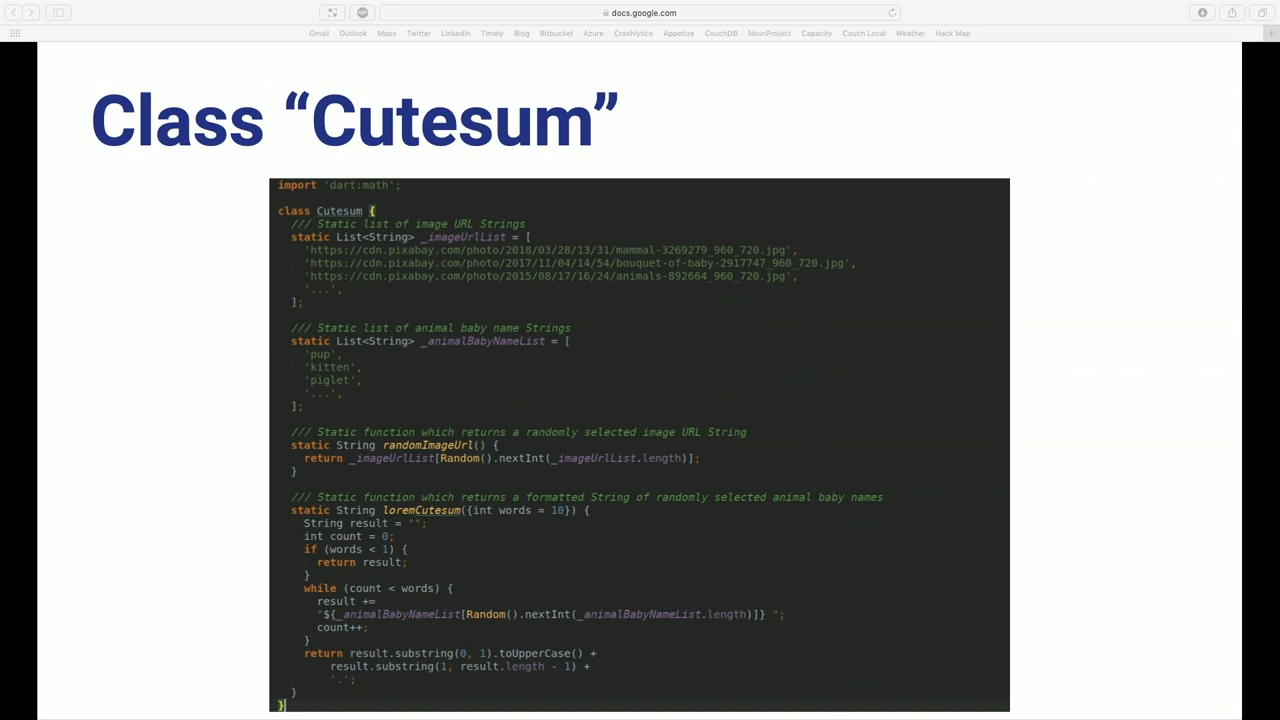 docs.google.com
Gmail Outlook Maps Twitter LinkedIn Timely Blog Bitbucket Azure Crashlytics Appetize CouchDB NounProject Capacity Couch Local Weather Hack Map
Class “Cutesum”
import 'dart:math';
class Cutesum {
/// Static list of image URL Strings
static List<String> _imageUrlList = [
'https://cdn.pixabay.com/photo/2018/03/28/13/31/mammal-3269279_960_720.jpg',
'https://cdn.pixabay.com/photo/2017/11/04/14/54/bouquet-of-baby-2917747_960_720.jpg',
'https://cdn.pixabay.com/photo/2015/08/17/16/24/animals-892664_960_720.jpg',
'...',
];
/// Static list of animal baby name Strings
static List<String> _animalBabyNameList = [
'pup',
'kitten',
'piglet',
'...',
];
/// Static function which returns a randomly selected image URL String
static String randomImageUrl() {
return _imageUrlList[Random().nextInt(_imageUrlList.length)];
}
/// Static function which returns a formatted String of randomly selected animal baby names
static String loremCutesum({int words = 10}) {
String result = "";
int count = 0;
if (words < 1) {
return result;
}
while (count < words) {
result +=
"${_animalBabyNameList[Random().nextInt(_animalBabyNameList.length)]} ";
count++;
}
return result.substring(0, 1).toUpperCase() +
result.substring(1, result.length - 1) +
'.';
}
}